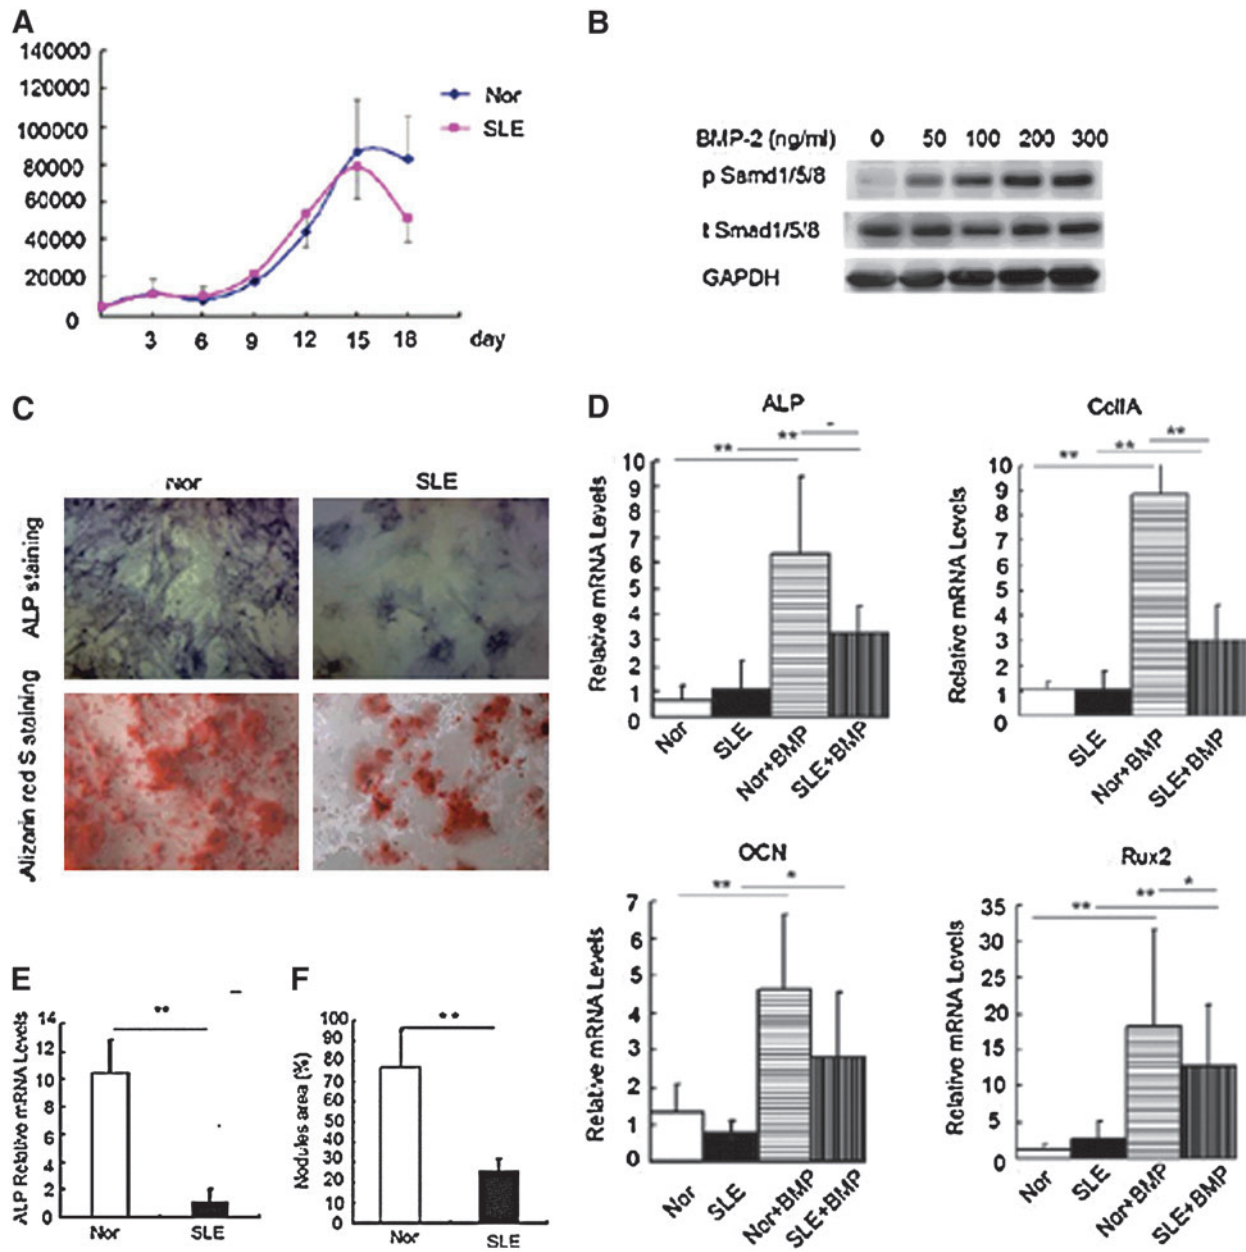 A
140000
120000
100000
80000
60000
40000
20000
0
3 6 9 12 15 18 day
Nor
SLE
B
BMP-2 (ng/ml) 0 50 100 200 300
p Samd1/5/8
t Smad1/5/8
GAPDH
C
Nor SLE
ALP staining
Alizarin red S staining
D
ALP
** ** -
Relative mRNA Levels
10
9
8
7
6
5
4
3
2
1
0
Nor SLE Nor+BMP SLE+BMP
ColIA
** ** **
Relative mRNA Levels
10
9
8
7
6
5
4
3
2
1
0
SLE Nor+BMP SLE+BMP
OCN
** *
Relative mRNA Levels
7
6
5
4
3
2
1
0
Nor SLE Nor+BMP SLE+BMP
Rux2
** ** *
Relative mRNA Levels
35
30
25
20
15
10
5
0
Nor SLE Nor+BMP SLE+BMP
E
**
ALP Relative mRNA Levels
14
12
10
8
6
4
2
0
Nor SLE
F
**
Nodules area (%)
100
90
80
70
60
50
40
30
20
10
0
Nor SLE